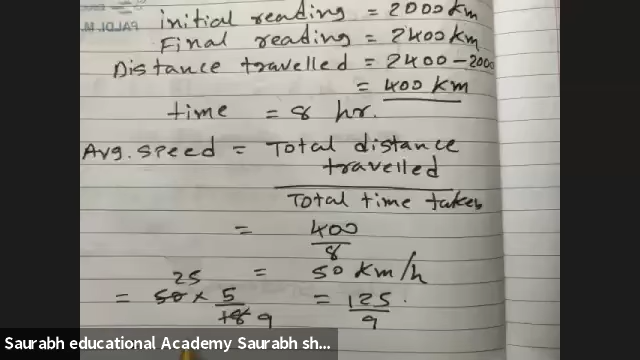 initial reading = 2000 km
Final reading = 2400 km
Distance travelled = 2400 - 2000
= 400 km
time = 8 hr.
Avg. speed = Total distance travelled / Total time taken
= 400/8
= 50 km/h
25
= 50 × 5/18 9 = 125/9.
Saurabh educational Academy Saurabh sh...